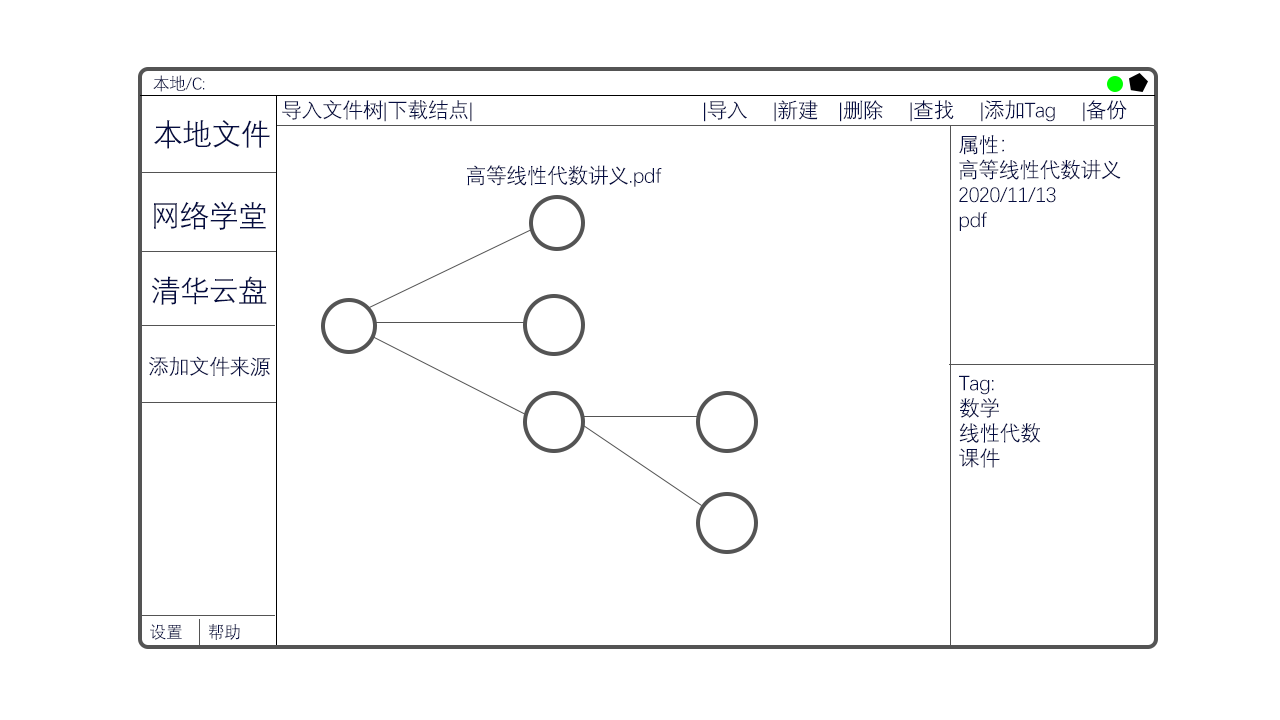 本地/C:
导入文件树|下载结点| |导入 |新建 |删除 |查找 |添加Tag |备份
本地文件
网络学堂
清华云盘
添加文件来源
设置 帮助
高等线性代数讲义.pdf
属性:
高等线性代数讲义
2020/11/13
pdf
Tag:
数学
线性代数
课件